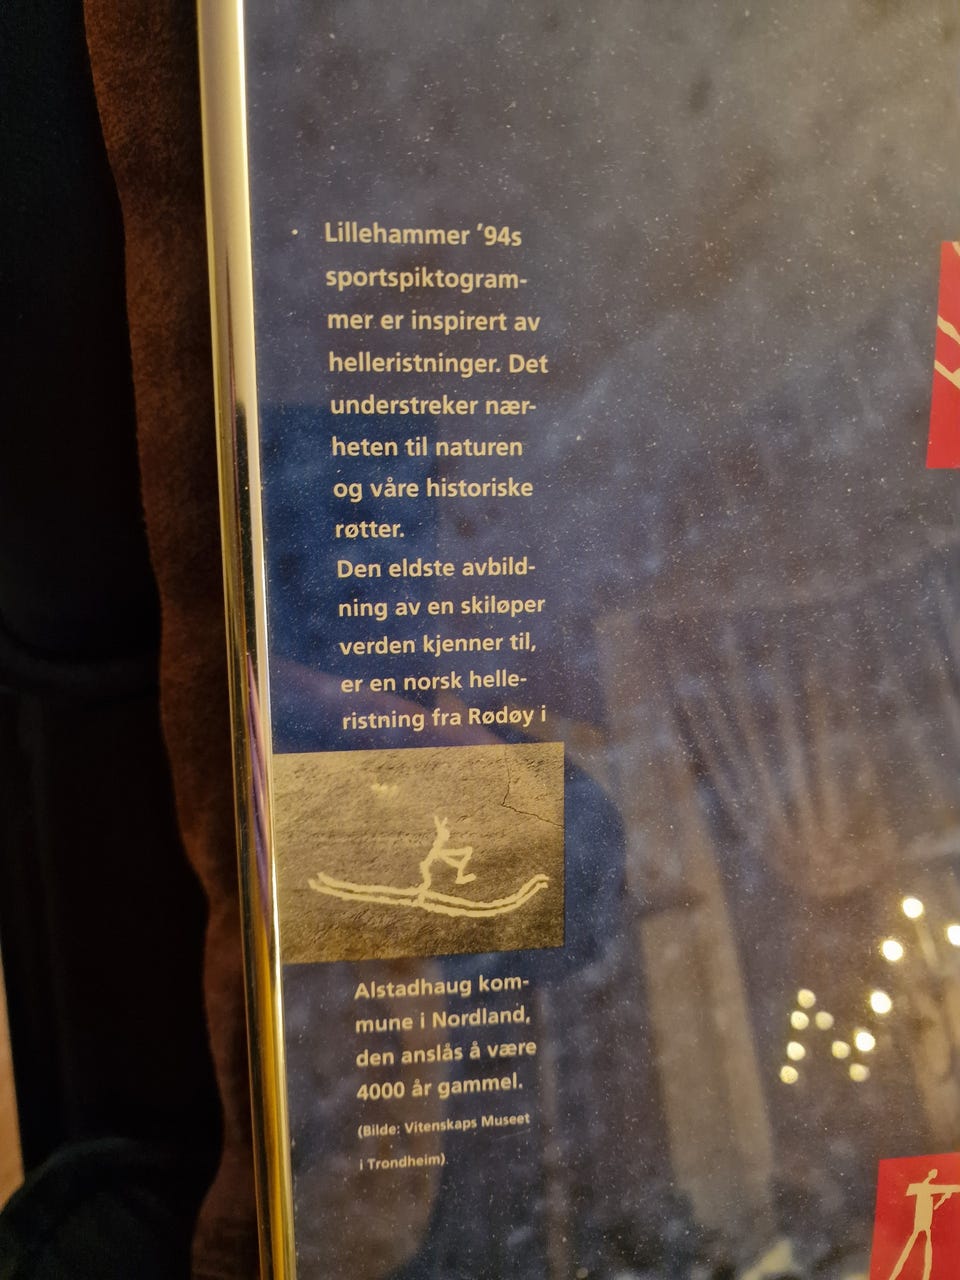 Lillehammer ’94s
sportspiktogram-
mer er inspirert av
helleristninger. Det
understreker nær-
heten til naturen
og våre historiske
røtter.
Den eldste avbild-
ning av en skiløper
verden kjenner til,
er en norsk helle-
ristning fra Rødøy i
Alstadhaug kom-
mune i Nordland,
den anslås å være
4000 år gammel.
(Bilde: Vitenskaps Museet
i Trondheim).